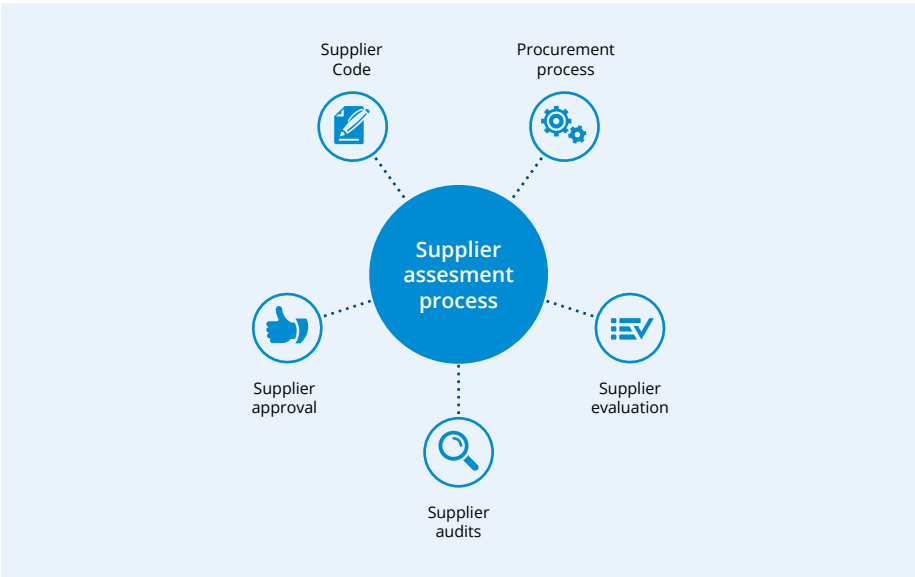 Supplier
Code
Procurement
process
Supplier
assesment
process
Supplier
approval
Supplier
evaluation
Supplier
audits